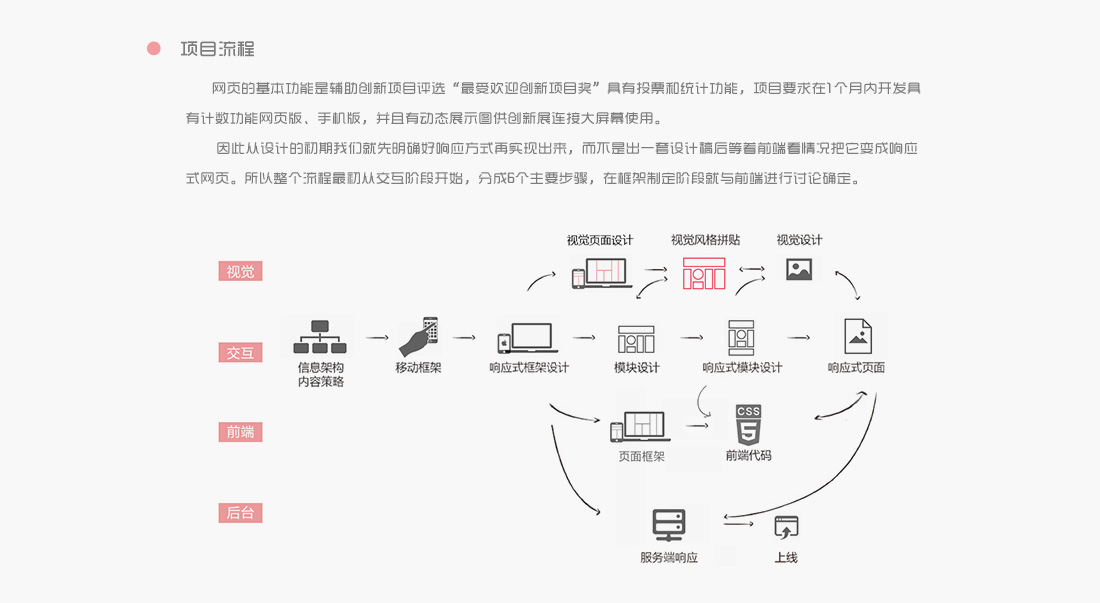 项目流程
网页的基本功能是辅助创新项目评选“最受欢迎创新项目奖”具有投票和统计功能，项目要求在1个月内开发具
有计数功能网页版、手机版，并且有动态展示图供创新展连接大屏幕使用。
因此从设计的初期我们就先明确好响应方式再实现出来，而不是出一套设计稿后等着前端看情况把它变成响应
式网页。所以整个流程最初从交互阶段开始，分成6个主要步骤，在框架制定阶段就与前端进行讨论确定。
视觉页面设计 视觉风格拼贴 视觉设计
视觉
交互
信息架构
内容策略
移动框架 响应式框架设计 模块设计 响应式模块设计 响应式页面
前端
CSS
5
页面框架 前端代码
后台
服务端响应 上线